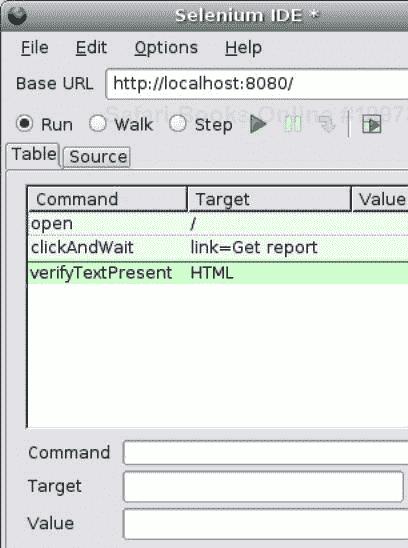 Selenium IDE *
File Edit Options Help
Base URL http://localhost:8080/
Safari Books Online
Run Walk Step
Table Source
Command Target Value
open /
clickAndWait link=Get report
verifyTextPresent HTML
Command
Target
Value